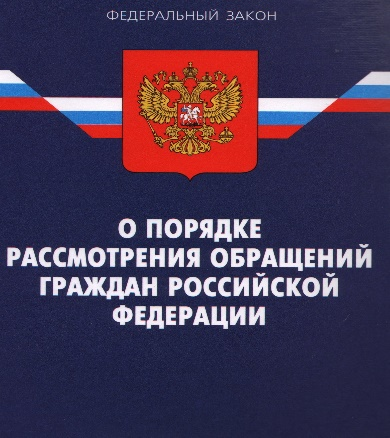 ФЕДЕРАЛЬНЫЙ ЗАКОН
О ПОРЯДКЕ
РАССМОТРЕНИЯ ОБРАЩЕНИЙ
ГРАЖДАН РОССИЙСКОЙ
ФЕДЕРАЦИИ